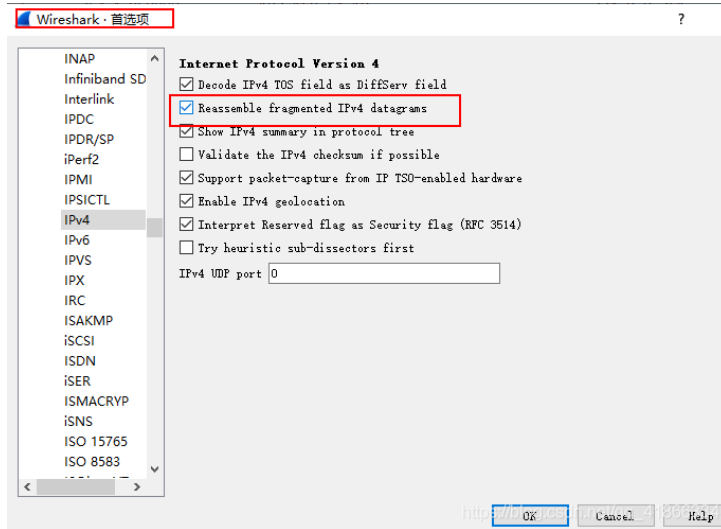 Wireshark · 首选项
?
INAP
Infiniband SD
Interlink
IPDC
IPDR/SP
iPerf2
IPMI
IPSICTL
IPv4
IPv6
IPVS
IPX
IRC
ISAKMP
iSCSI
ISDN
iSER
ISMACRYP
iSNS
ISO 15765
ISO 8583
Internet Protocol Version 4
Decode IPv4 TOS field as DiffServ field
Reassemble fragmented IPv4 datagrams
Show IPv4 summary in protocol tree
Validate the IPv4 checksum if possible
Support packet-capture from IP TSO-enabled hardware
Enable IPv4 geolocation
Interpret Reserved flag as Security flag (RFC 3514)
Try heuristic sub-dissectors first
IPv4 UDP port 0
OK
Cancel
Help